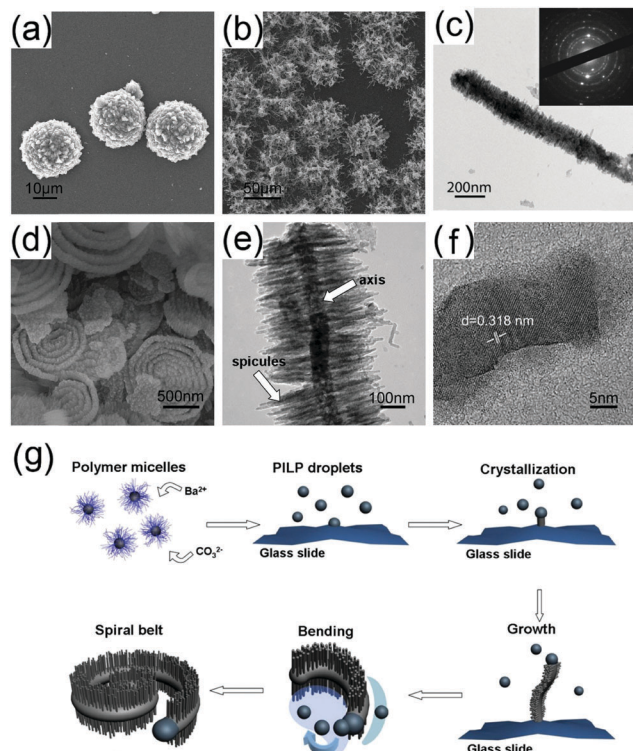 (a)
10µm
(b)
50µm
(c)
200nm
(d)
500nm
(e)
axis
spicules
100nm
(f)
d=0.318 nm
5nm
(g)
Polymer micelles
Ba²⁺
CO₃²⁻
PILP droplets
Glass slide
Crystallization
Glass slide
Growth
Glass slide
Bending
Spiral belt